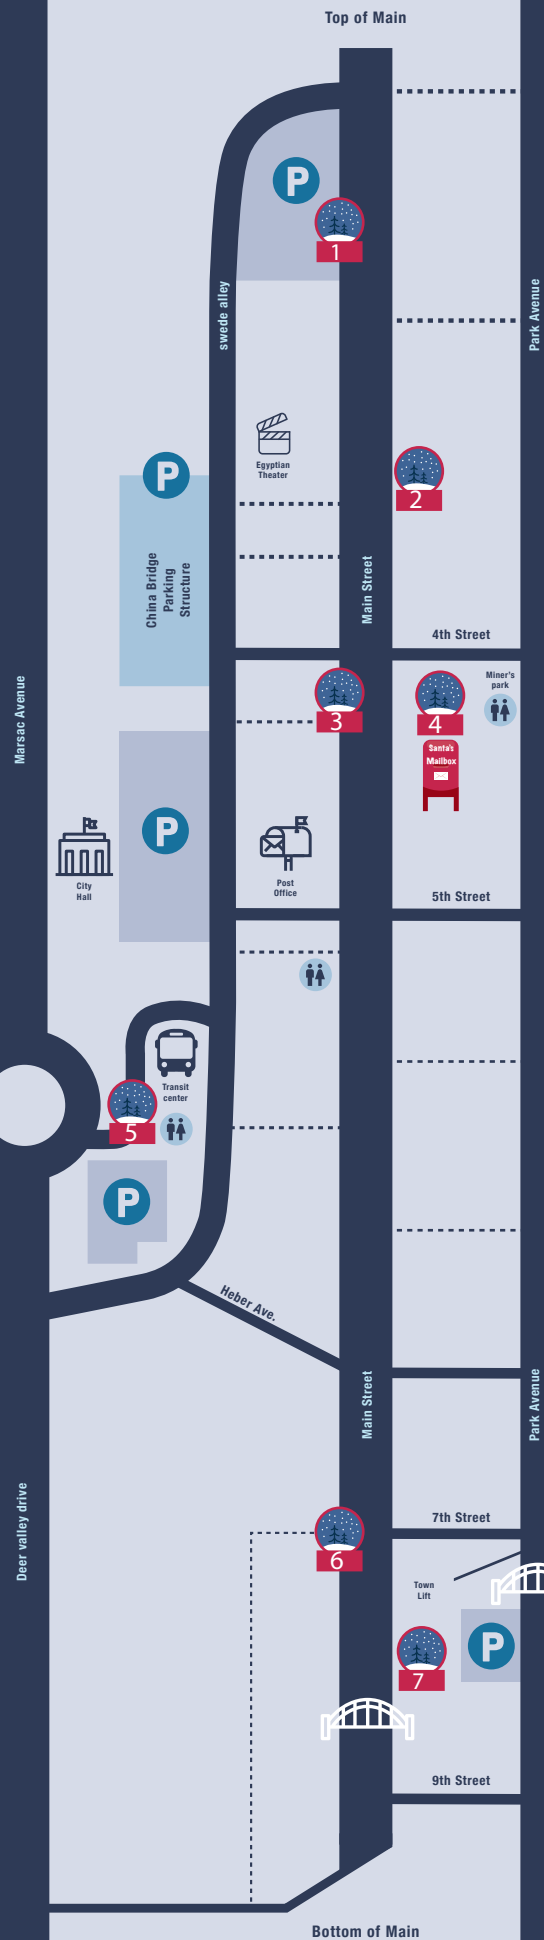 Top of Main
P
1
swede alley
Park Avenue
Egyptian
Theater
2
P
China Bridge
Parking
Structure
Main Street
4th Street
Marsac Avenue
3
4
Miner's
park
Santa's
Mailbox
P
City
Hall
Post
Office
5th Street
Transit
center
5
P
Heber Ave.
Main Street
Park Avenue
Deer valley drive
7th Street
6
Town
Lift
P
7
9th Street
Bottom of Main